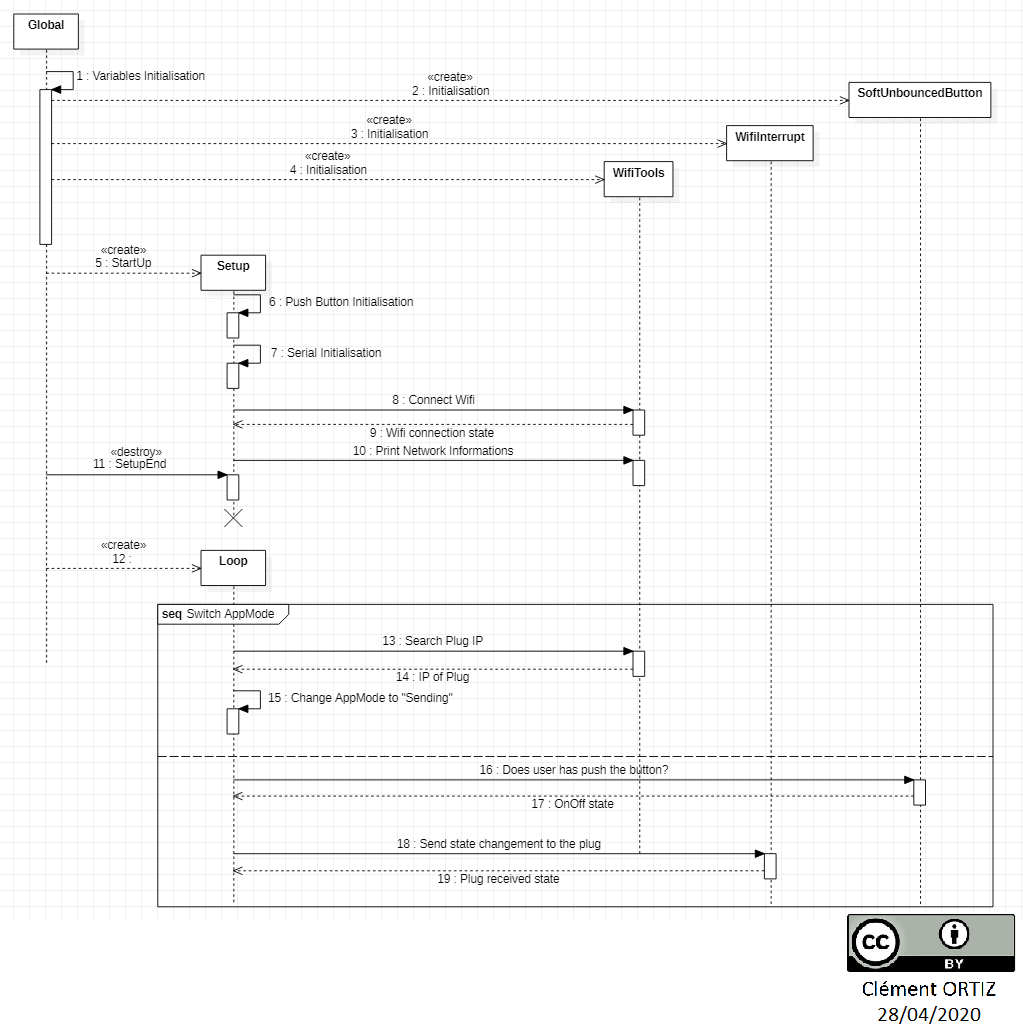 Global
1 : Variables Initialisation
«create»
2 : Initialisation
SoftUnbouncedButton
«create»
3 : Initialisation
WifiInterrupt
«create»
4 : Initialisation
WifiTools
«create»
5 : StartUp
Setup
6 : Push Button Initialisation
7 : Serial Initialisation
8 : Connect Wifi
9 : Wifi connection state
10 : Print Network Informations
«destroy»
11 : SetupEnd
«create»
12 :
Loop
seq Switch AppMode
13 : Search Plug IP
14 : IP of Plug
15 : Change AppMode to "Sending"
16 : Does user has push the button?
17 : OnOff state
18 : Send state changement to the plug
19 : Plug received state
CC
BY
Clément ORTIZ
28/04/2020